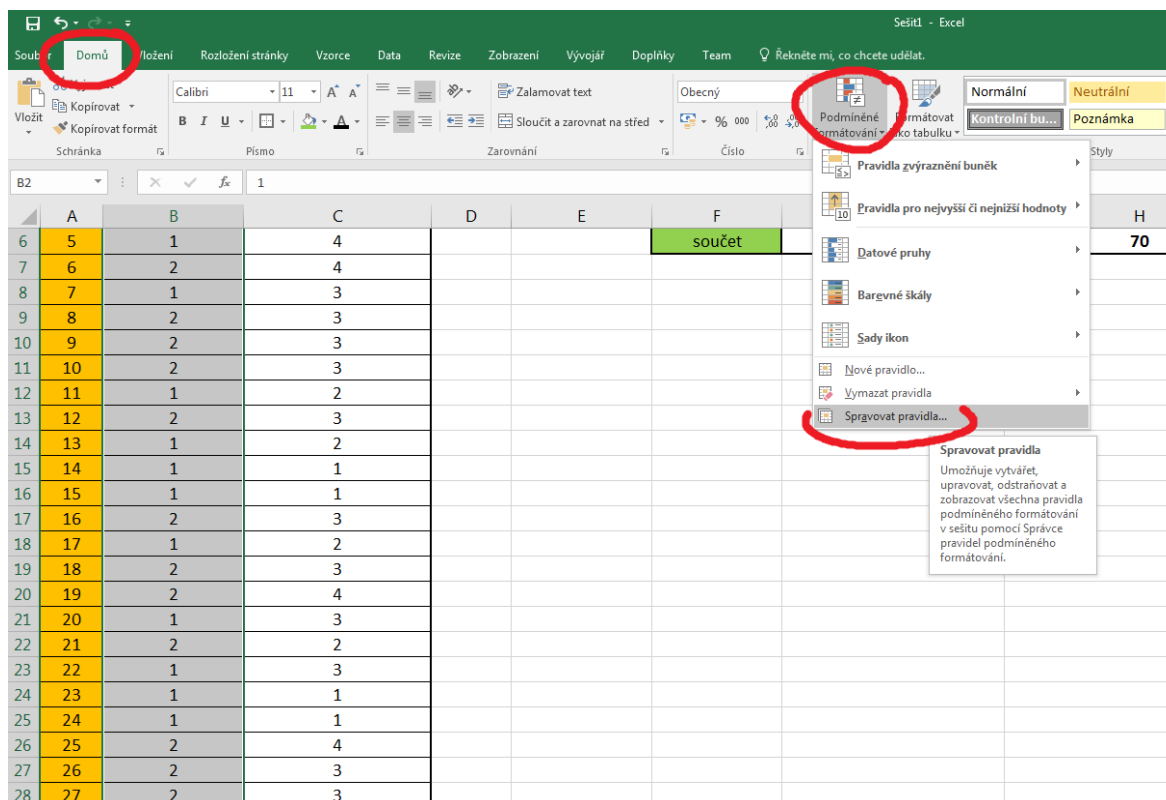 Sešit1 - Excel
Soubor Domů Vložení Rozložení stránky Vzorce Data Revize Zobrazení Vývojář Doplňky Team Řekněte mi, co chcete udělat.
Vložit
Kopírovat
Kopírovat formát
Schránka
Calibri 11
B I U
Písmo
Zalamovat text
Sloučit a zarovnat na střed
Zarovnání
Obecný
% 000
Číslo
Podmíněné formátování
Formátovat jako tabulku
Normální Neutrální
Kontrolní bu... Poznámka
Styly
B2 fx 1
A B C D E F H
6 5 1 4 součet 70
7 6 2 4
8 7 1 3
9 8 2 3
10 9 2 3
11 10 2 3
12 11 1 2
13 12 2 3
14 13 1 2
15 14 1 1
16 15 1 1
17 16 2 3
18 17 1 2
19 18 2 3
20 19 2 4
21 20 1 3
22 21 2 2
23 22 1 3
24 23 1 1
25 24 1 1
26 25 2 4
27 26 2 3
28 27 2 3
Pravidla zvýraznění buněk
Pravidla pro nejvyšší či nejnižší hodnoty
Datové pruhy
Barevné škály
Sady ikon
Nové pravidlo...
Vymazat pravidla
Spravovat pravidla...
Spravovat pravidla
Umožňuje vytvářet,
upravovat, odstraňovat a
zobrazovat všechna pravidla
podmíněného formátování
v sešitu pomocí Správce
pravidel podmíněného
formátování.